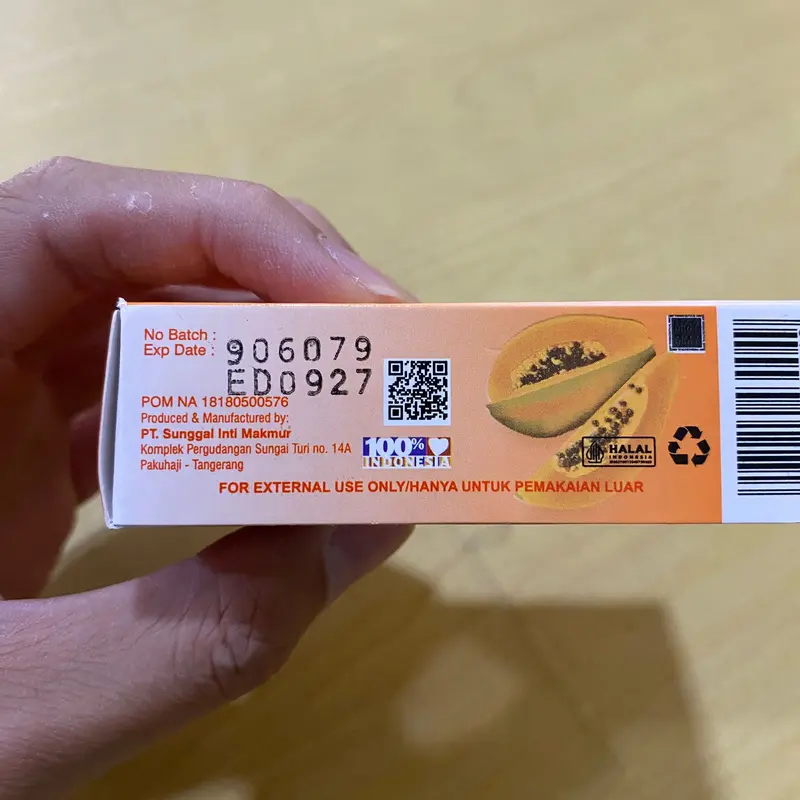 No Batch : 906079
Exp Date : ED0927
POM NA 18180500576
Produced & Manufactured by:
PT. Sunggal Inti Makmur
Komplek Pergudangan Sungai Turi no. 14A
Pakuhaji - Tangerang
100%
INDONESIA
HALAL
INDONESIA
FOR EXTERNAL USE ONLY/HANYA UNTUK PEMAKAIAN LUAR